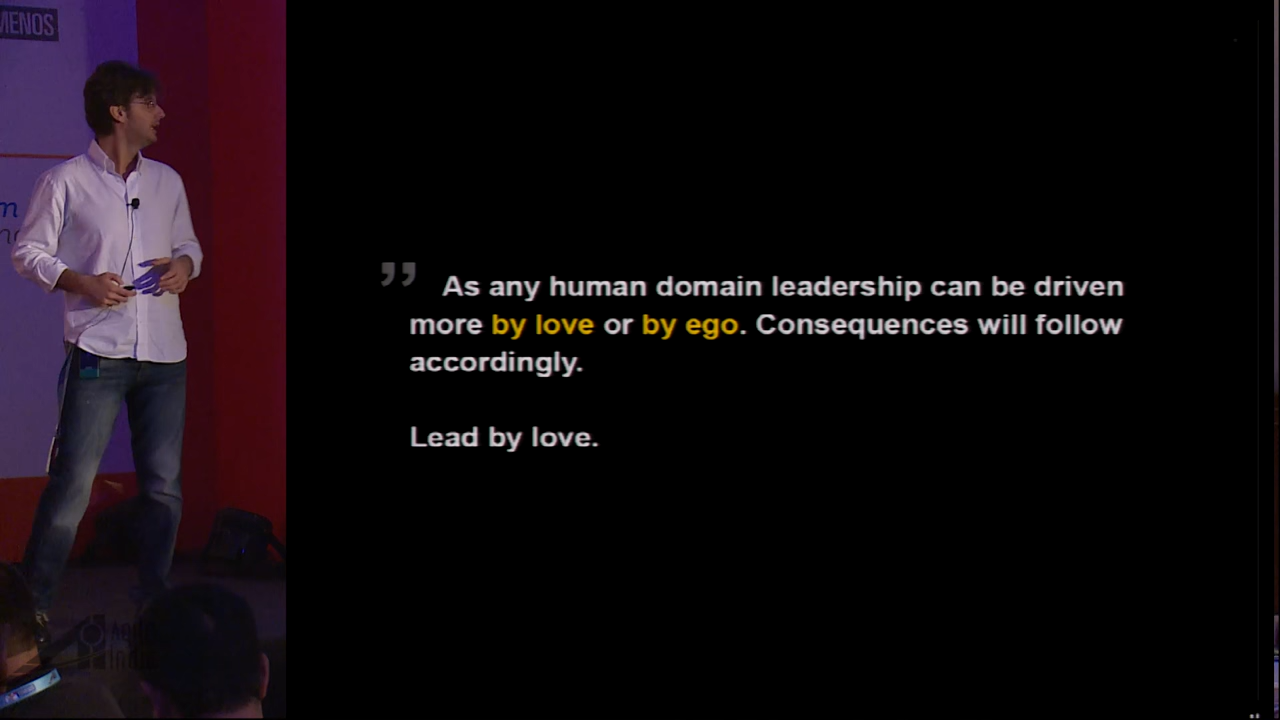 MENOS
m
” As any human domain leadership can be driven
more by love or by ego. Consequences will follow
accordingly.
Lead by love.